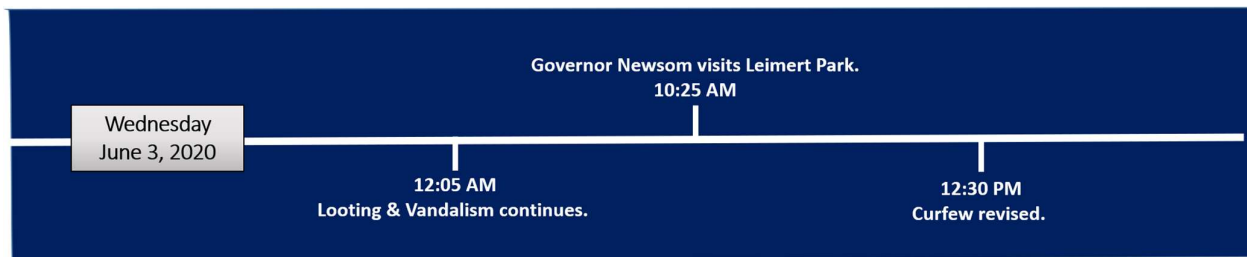 Wednesday
June 3, 2020
12:05 AM
Looting & Vandalism continues.
Governor Newsom visits Leimert Park.
10:25 AM
12:30 PM
Curfew revised.